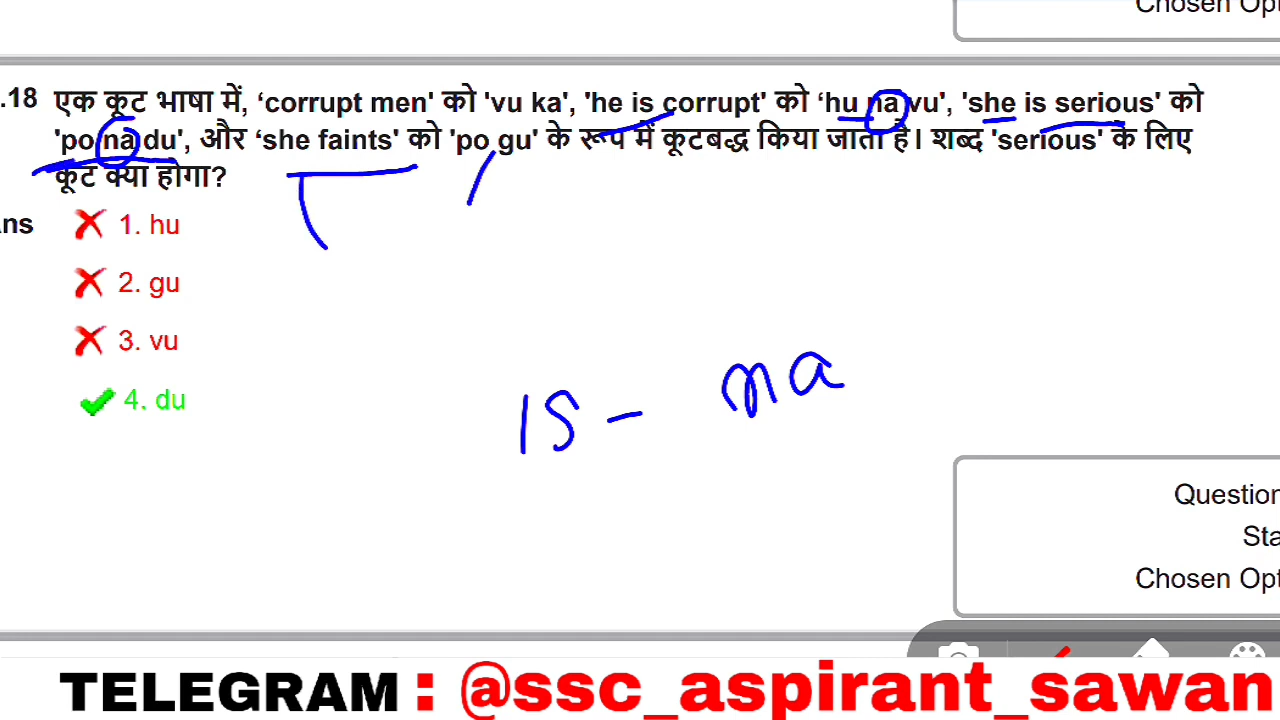 Chosen Opt
.18 एक कूट भाषा में, ‘corrupt men' को 'vu ka', 'he is corrupt' को ‘hu na vu', 'she is serious' को
'po na du', और ‘she faints' को 'po gu' के रूप में कूटबद्ध किया जाता है। शब्द 'serious' के लिए
कूट क्या होगा?
Ans
1. hu
2. gu
3. vu
4. du
is - na
Question
Sta
Chosen Opt
TELEGRAM : @ssc_aspirant_sawan